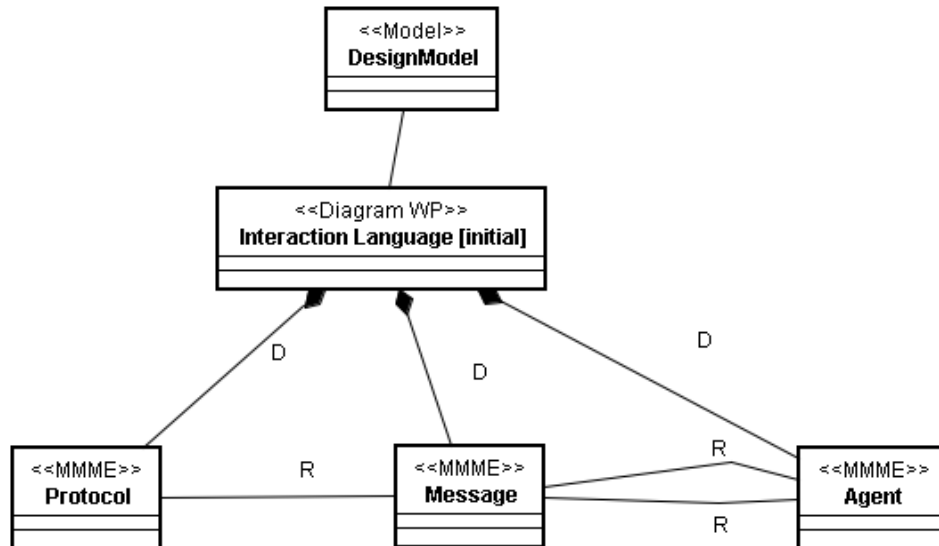 <<Model>>
DesignModel
<<Diagram WP>>
Interaction Language [initial]
D
D
D
<<MMME>>
Protocol
R
<<MMME>>
Message
R
R
<<MMME>>
Agent